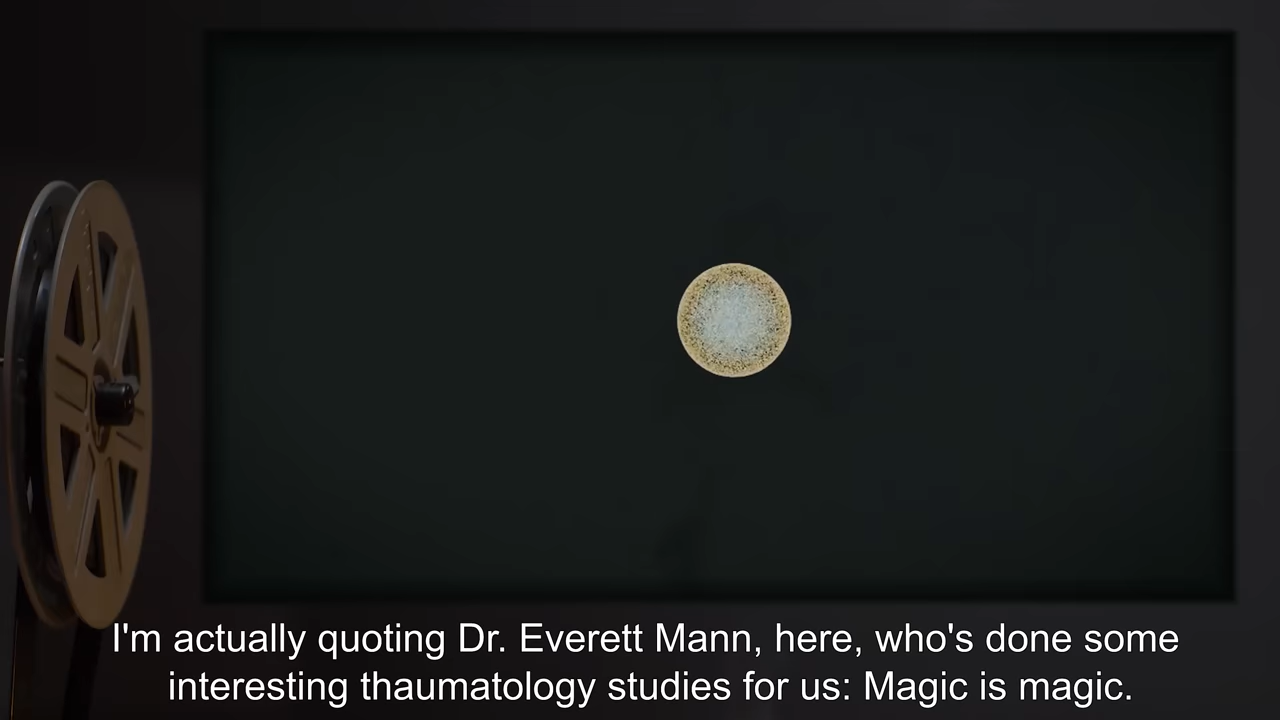 I'm actually quoting Dr. Everett Mann, here, who's done some
interesting thaumatology studies for us: Magic is magic.